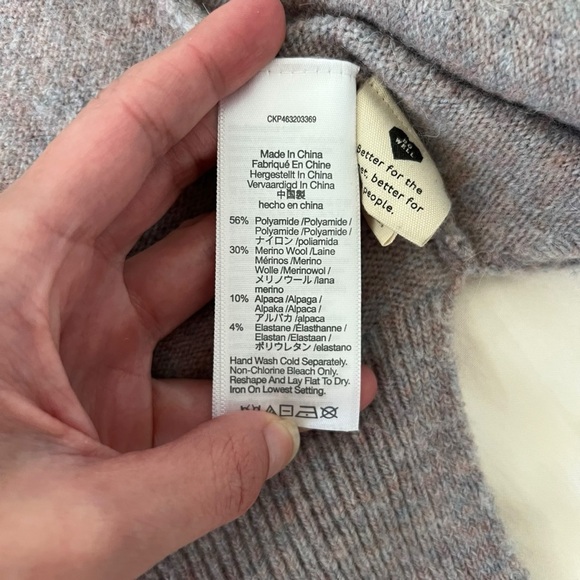 CKP463203369
Made In China
Fabriqué En Chine
Hergestellt In China
Vervaardigd In China
中国製
hecho en china
56% Polyamide /Polyamide /
Polyamide /Polyamide /
ナイロン /poliamida
30% Merino Wool /Laine
Mérinos /Merino
Wolle /Merinowol /
メリノウール /lana
merino
10% Alpaca /Alpaga /
Alpaka /Alpaca /
アルパカ /alpaca
4% Elastane /Élasthanne /
Elastan /Elastaan /
ポリウレタン /elastano
Hand Wash Cold Separately.
Non-Chlorine Bleach Only.
Reshape And Lay Flat To Dry.
Iron On Lowest Setting.
DO
WELL
Better for the
et, better for
people.